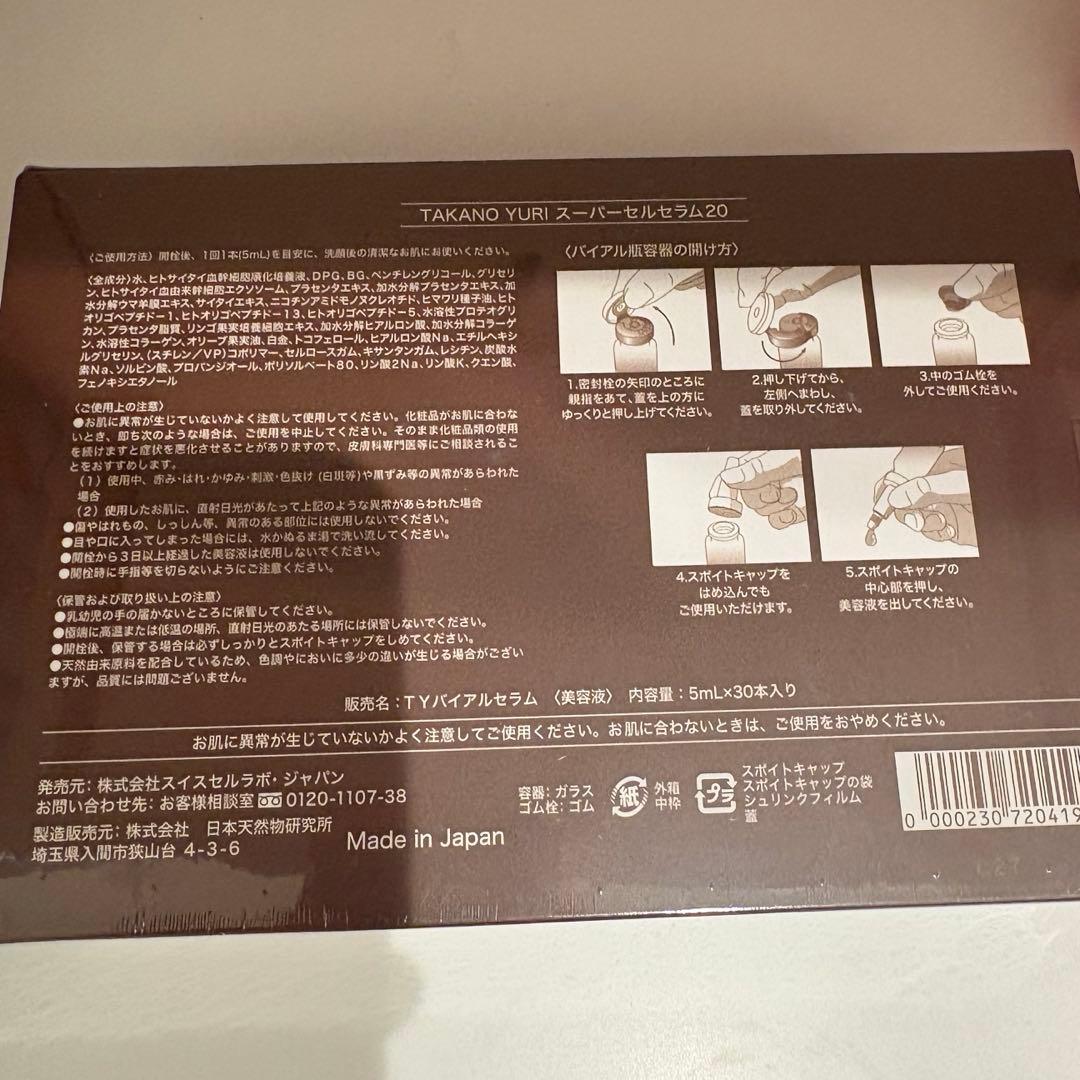 TAKANO YURI スーパーセルセラム20
〈ご使用方法〉開栓後、1回1本(5mL)を目安に、洗顔後の清潔なお肌にお使いください。
〈全成分〉水、ヒトサイタイ血幹細胞順化培養液、DPG、BG、ペンチレングリコール、グリセリ
ン、ヒトサイタイ血由来幹細胞エクソソーム、プラセンタエキス、加水分解プラセンタエキス、加
水分解ウマ羊膜エキス、サイタイエキス、ニコチンアミドモノヌクレオチド、ヒマワリ種子油、ヒト
オリゴペプチド－1、ヒトオリゴペプチド－13、ヒトオリゴペプチド－5、水溶性プロテオグリ
カン、プラセンタ脂質、リンゴ果実培養細胞エキス、加水分解ヒアルロン酸、加水分解コラーゲ
ン、水溶性コラーゲン、オリーブ果実油、白金、トコフェロール、ヒアルロン酸Na、エチルヘキシ
ルグリセリン、(スチレン／VP)コポリマー、セルロースガム、キサンタンガム、レシチン、炭酸水
素Na、ソルビン酸、プロパンジオール、ポリソルベート80、リン酸2Na、リン酸K、クエン酸、
フェノキシエタノール
〈ご使用上の注意〉
●お肌に異常が生じていないかよく注意して使用してください。化粧品がお肌に合わな
いとき、即ち次のような場合は、ご使用を中止してください。そのまま化粧品類の使用
を続けますと症状を悪化させることがありますので、皮膚科専門医等にご相談されるこ
とをおすすめします。
（1）使用中、赤み・はれ・かゆみ・刺激・色抜け（白斑等）や黒ずみ等の異常があらわれた
場合
（2）使用したお肌に、直射日光があたって上記のような異常があらわれた場合
●傷やはれもの、しっしん等、異常のある部位には使用しないでください。
●目や口に入ってしまった場合には、水かぬるま湯で洗い流してください。
●開栓から3日以上経過した美容液は使用しないでください。
●開栓時に手指等を切らないようにご注意ください。
〈保管および取り扱い上の注意〉
●乳幼児の手の届かないところに保管してください。
●極端に高温または低温の場所、直射日光のあたる場所には保管しないでください。
●開栓後、保管する場合は必ずしっかりとスポイトキャップをしめてください。
●天然由来原料を配合しているため、色調やにおいに多少の違いが生じる場合がござい
ますが、品質には問題ございません。
〈バイアル瓶容器の開け方〉
1.密封栓の矢印のところに
親指をあて、蓋を上の方に
ゆっくりと押し上げてください。
2.押し下げてから、
左側へまわし、
蓋を取り外してください。
3.中のゴム栓を
外してご使用ください。
4.スポイトキャップを
はめ込んでも
ご使用いただけます。
5.スポイトキャップの
中心部を押し、
美容液を出してください。
販売名：TYバイアルセラム 〈美容液〉 内容量：5mL×30本入り
お肌に異常が生じていないかよく注意してご使用ください。お肌に合わないときは、ご使用をおやめください。
発売元：株式会社スイスセルラボ・ジャパン
お問い合わせ先：お客様相談室 0120-1107-38
製造販売元：株式会社 日本天然物研究所
埼玉県入間市狭山台 4-3-6
Made in Japan
容器：ガラス
ゴム栓：ゴム
紙
外箱
中枠
プラ
スポイトキャップ
スポイトキャップの袋
シュリンクフィルム
蓋
0 000230 720419